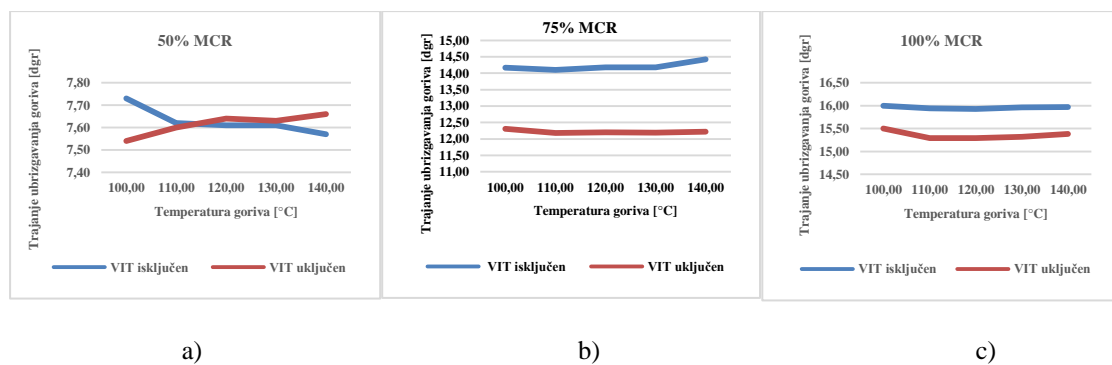 50% MCR
Trajanje ubrizgavanja goriva [dgr]
7,80
7,70
7,60
7,50
7,40
100,00 110,00 120,00 130,00 140,00
Temperatura goriva [°C]
VIT isključen VIT uključen
a)
75% MCR
Trajanje ubrizgavanja goriva [dgr]
15,00
14,50
14,00
13,50
13,00
12,50
12,00
11,50
11,00
100,00 110,00 120,00 130,00 140,00
Temperatura goriva [°C]
VIT isključen VIT uključen
b)
100% MCR
Trajanje ubrizgavanja goriva [dgr]
16,50
16,00
15,50
15,00
14,50
100,00 110,00 120,00 130,00 140,00
Temperatura goriva [°C]
VIT isključen VIT uključen
c)